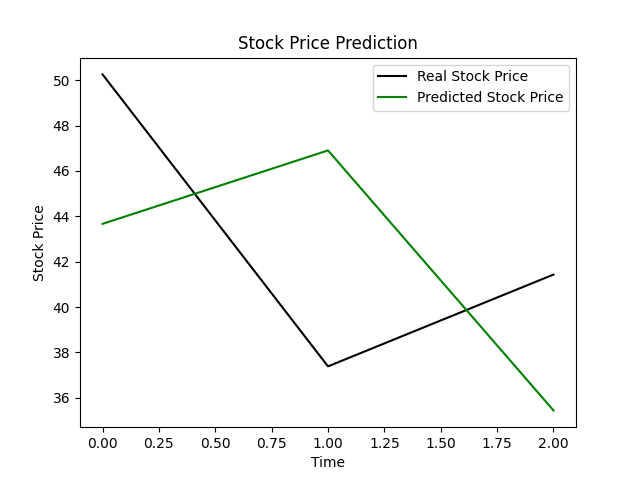 Stock Price Prediction
Real Stock Price
Predicted Stock Price
Stock Price
50
48
46
44
42
40
38
36
0.00 0.25 0.50 0.75 1.00 1.25 1.50 1.75 2.00
Time